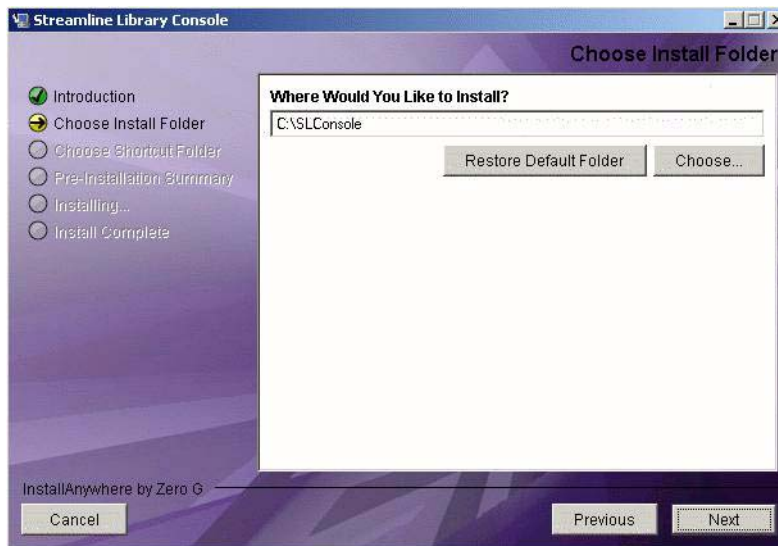 Streamline Library Console
Choose Install Folder
Introduction
Choose Install Folder
Choose Shortcut Folder
Pre-Installation Summary
Installing...
Install Complete
Where Would You Like to Install?
C:\SLConsole
Restore Default Folder
Choose...
InstallAnywhere by Zero G
Cancel
Previous
Next